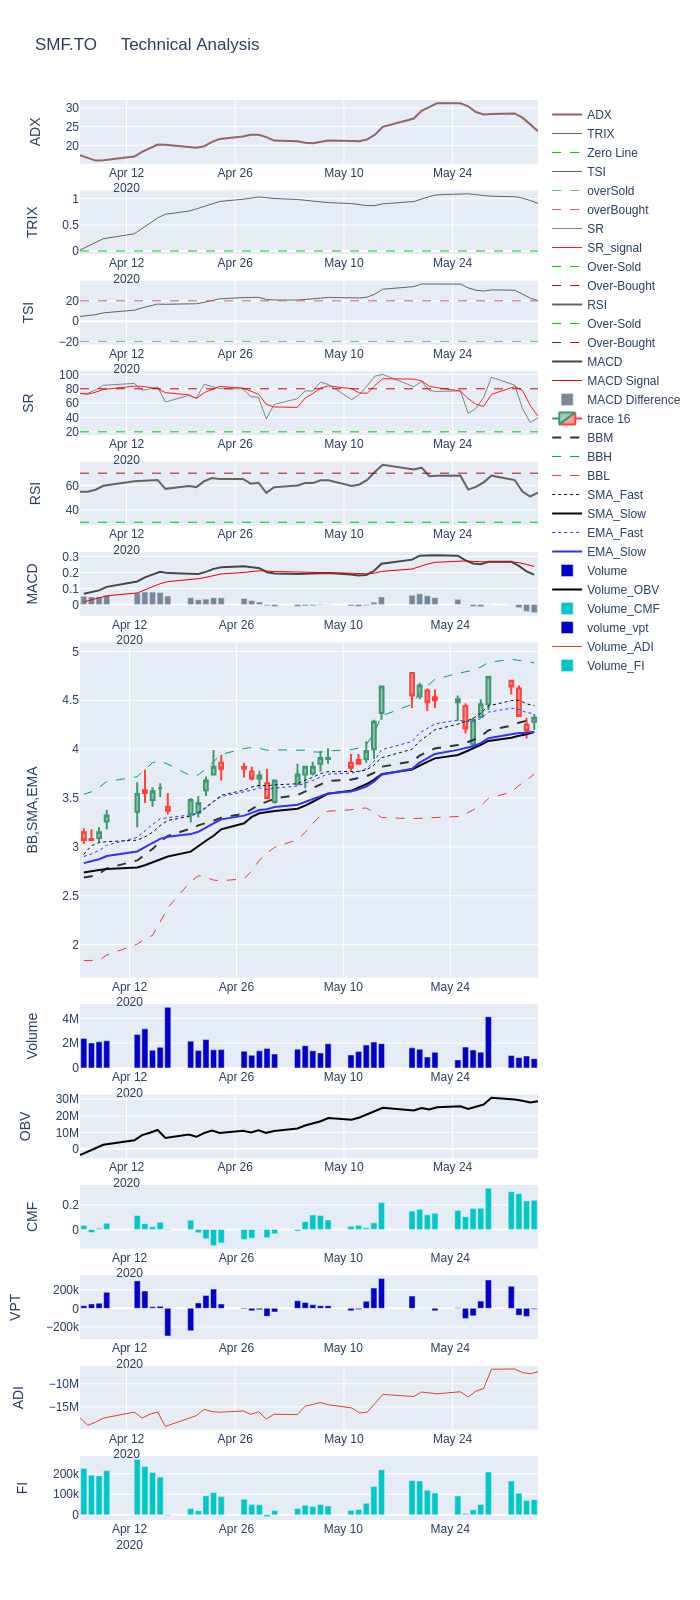 SMF.TO Technical Analysis
ADX
30
25
20
Apr 12
2020
Apr 26
May 10
May 24
TRIX
1
0.5
0
Apr 12
2020
Apr 26
May 10
May 24
TSI
20
0
−20
Apr 12
2020
Apr 26
May 10
May 24
SR
100
80
60
40
20
Apr 12
2020
Apr 26
May 10
May 24
RSI
60
40
Apr 12
2020
Apr 26
May 10
May 24
MACD
0.3
0.2
0.1
0
Apr 12
2020
Apr 26
May 10
May 24
BB,SMA,EMA
5
4.5
4
3.5
3
2.5
2
Apr 12
2020
Apr 26
May 10
May 24
Volume
4M
2M
0
Apr 12
2020
Apr 26
May 10
May 24
OBV
30M
20M
10M
0
Apr 12
2020
Apr 26
May 10
May 24
CMF
0.2
0
Apr 12
2020
Apr 26
May 10
May 24
VPT
200k
0
−200k
Apr 12
2020
Apr 26
May 10
May 24
ADI
−10M
−15M
Apr 12
2020
Apr 26
May 10
May 24
FI
200k
100k
0
Apr 12
2020
Apr 26
May 10
May 24
ADX
TRIX
Zero Line
TSI
overSold
overBought
SR
SR_signal
Over-Sold
Over-Bought
RSI
Over-Sold
Over-Bought
MACD
MACD Signal
MACD Difference
trace 16
BBM
BBH
BBL
SMA_Fast
SMA_Slow
EMA_Fast
EMA_Slow
Volume
Volume_OBV
Volume_CMF
volume_vpt
Volume_ADI
Volume_FI